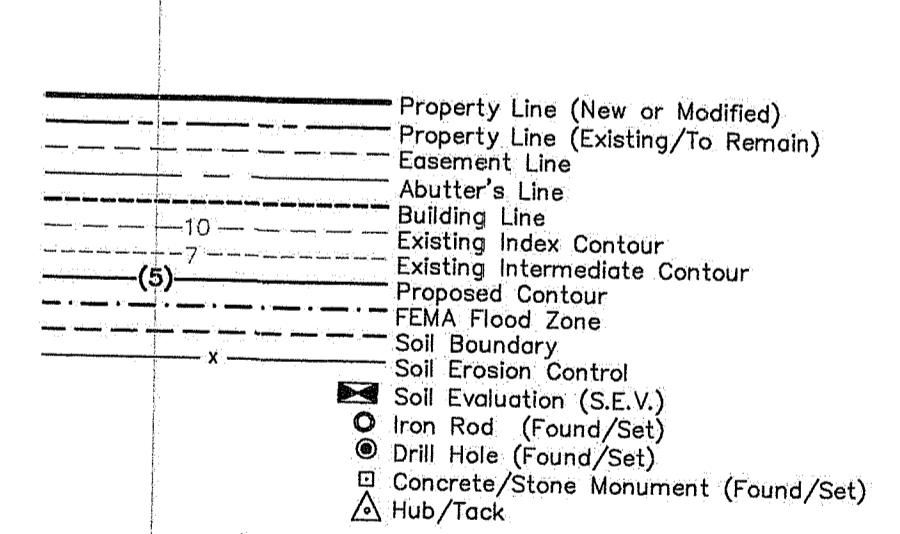 Property Line (New or Modified)
Property Line (Existing/To Remain)
Easement Line
Abutter's Line
Building Line
10 Existing Index Contour
7 Existing Intermediate Contour
(5) Proposed Contour
FEMA Flood Zone
Soil Boundary
x Soil Erosion Control
Soil Evaluation (S.E.V.)
Iron Rod (Found/Set)
Drill Hole (Found/Set)
Concrete/Stone Monument (Found/Set)
Hub/Tack